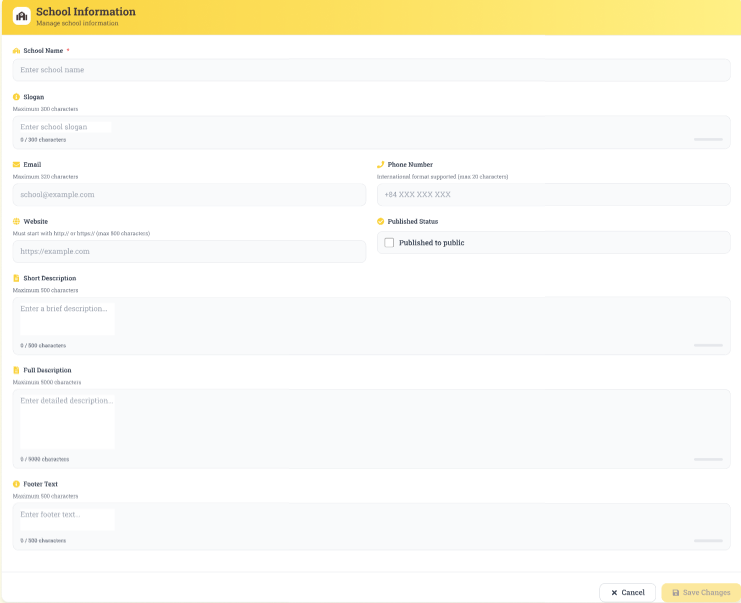 School Information
Manage school information
School Name *
Enter school name
Slogan
Maximum 300 characters
Enter school slogan
0 / 300 characters
Email
Maximum 320 characters
school@example.com
Phone Number
International format supported (max 20 characters)
+84 XXX XXX XXX
Website
Must start with http:// or https:// (max 500 characters)
https://example.com
Published Status
Published to public
Short Description
Maximum 500 characters
Enter a brief description...
0 / 500 characters
Full Description
Maximum 5000 characters
Enter detailed description...
0 / 5000 characters
Footer Text
Maximum 500 characters
Enter footer text...
0 / 500 characters
Cancel
Save Changes